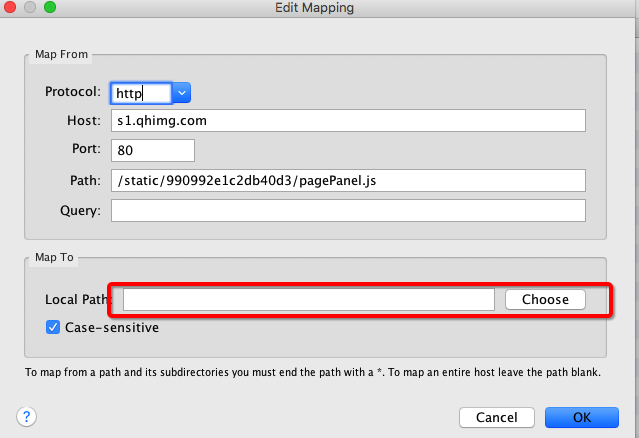 Edit Mapping
Map From
Protocol: http
Host: s1.qhimg.com
Port: 80
Path: /static/990992e1c2db40d3/pagePanel.js
Query:
Map To
Local Path: Choose
Case-sensitive
To map from a path and its subdirectories you must end the path with a *. To map an entire host leave the path blank.
? Cancel OK